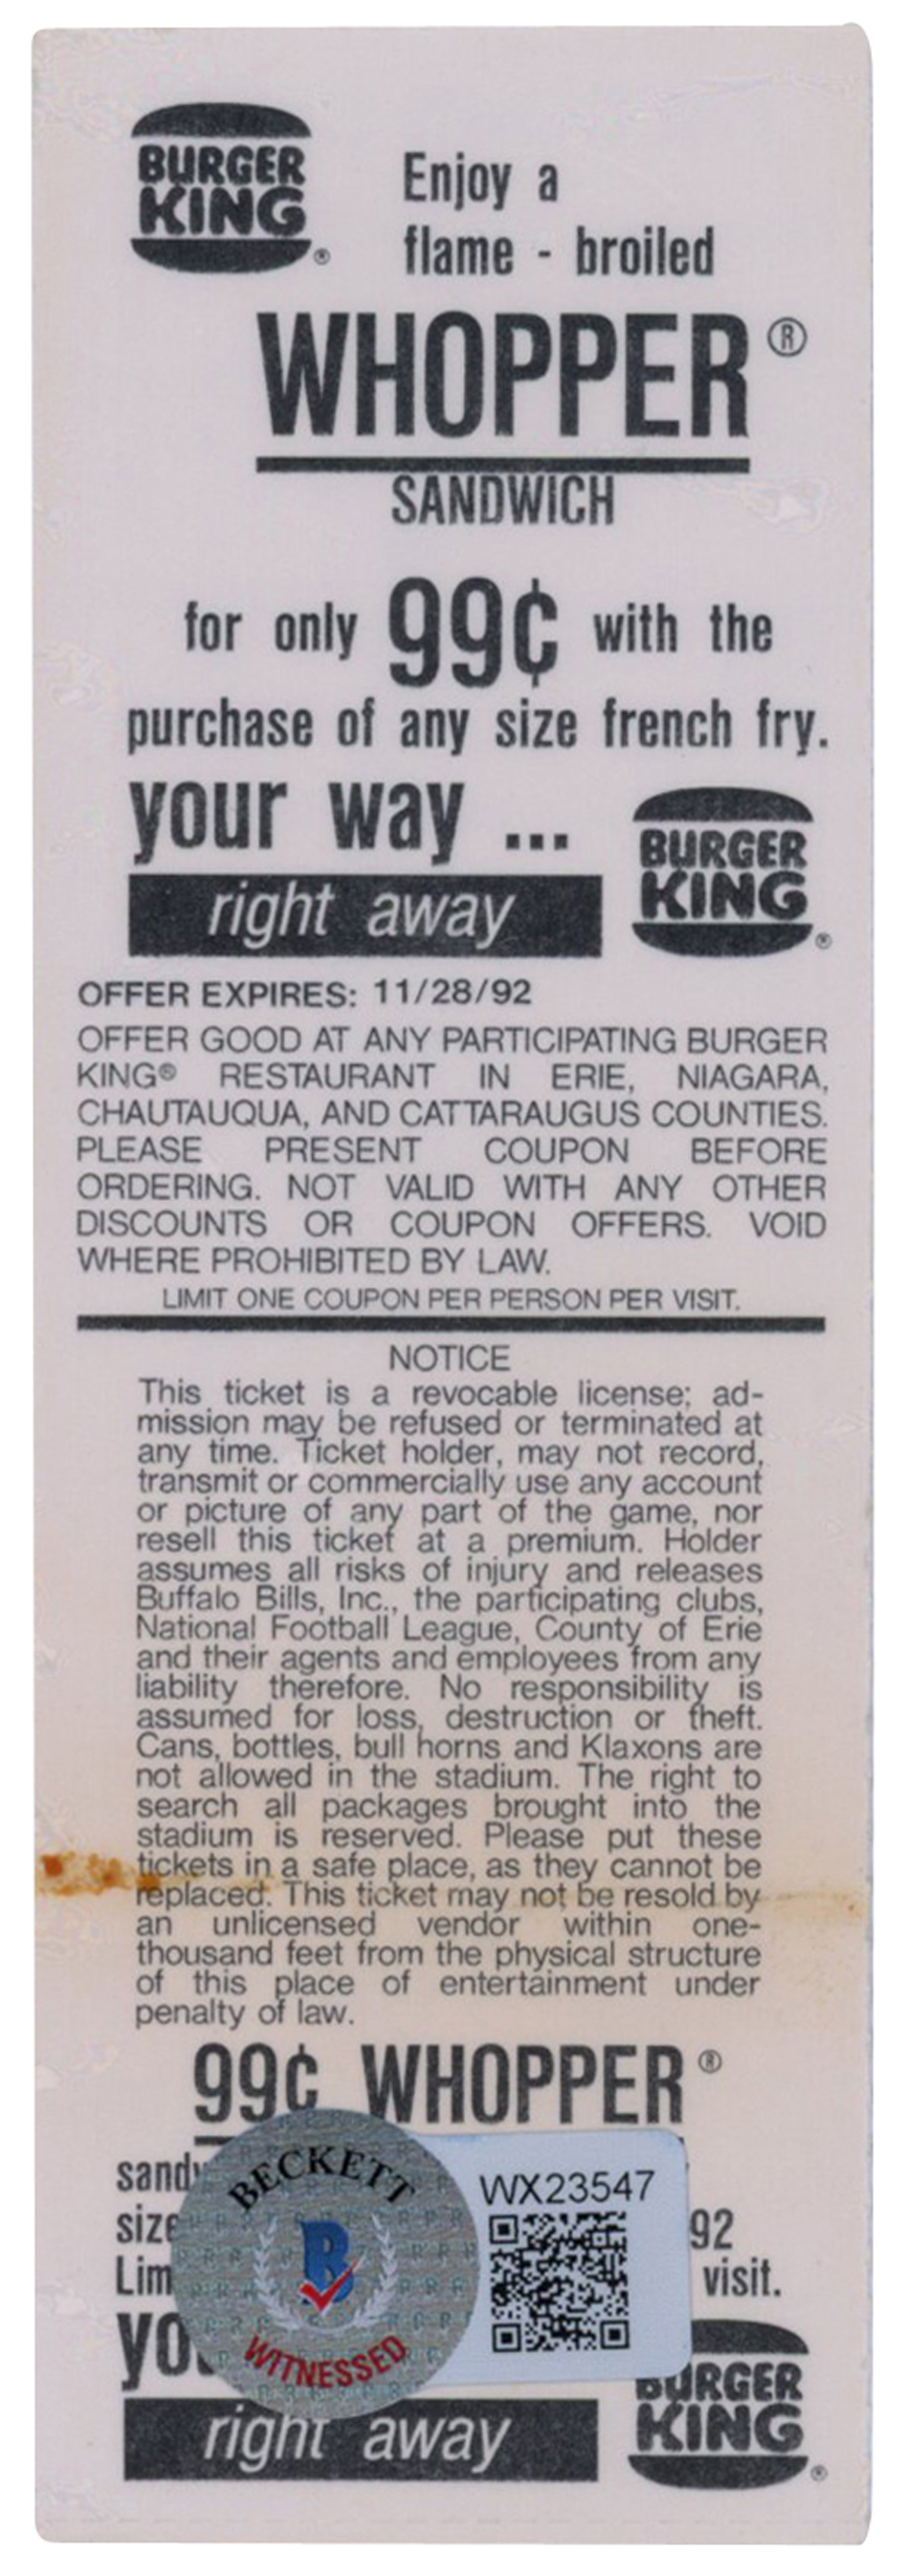 BURGER
KING®
Enjoy a
flame - broiled
WHOPPER®
SANDWICH
for only 99¢ with the
purchase of any size french fry.
your way ...
right away
BURGER
KING®
OFFER EXPIRES: 11/28/92
OFFER GOOD AT ANY PARTICIPATING BURGER
KING® RESTAURANT IN ERIE, NIAGARA,
CHAUTAUQUA, AND CATTARAUGUS COUNTIES.
PLEASE PRESENT COUPON BEFORE
ORDERING. NOT VALID WITH ANY OTHER
DISCOUNTS OR COUPON OFFERS. VOID
WHERE PROHIBITED BY LAW.
LIMIT ONE COUPON PER PERSON PER VISIT.
NOTICE
This ticket is a revocable license; ad-
mission may be refused or terminated at
any time. Ticket holder, may not record,
transmit or commercially use any account
or picture of any part of the game, nor
resell this ticket at a premium. Holder
assumes all risks of injury and releases
Buffalo Bills, Inc., the participating clubs,
National Football League, County of Erie
and their agents and employees from any
liability therefore. No responsibility is
assumed for loss, destruction or theft.
Cans, bottles, bull horns and Klaxons are
not allowed in the stadium. The right to
search all packages brought into the
stadium is reserved. Please put these
tickets in a safe place, as they cannot be
replaced. This ticket may not be resold by
an unlicensed vendor within one-
thousand feet from the physical structure
of this place of entertainment under
penalty of law.
99¢ WHOPPER®
BECKETT
B
WITNESSED
WX23547
size
92
visit.
right away
BURGER
KING®